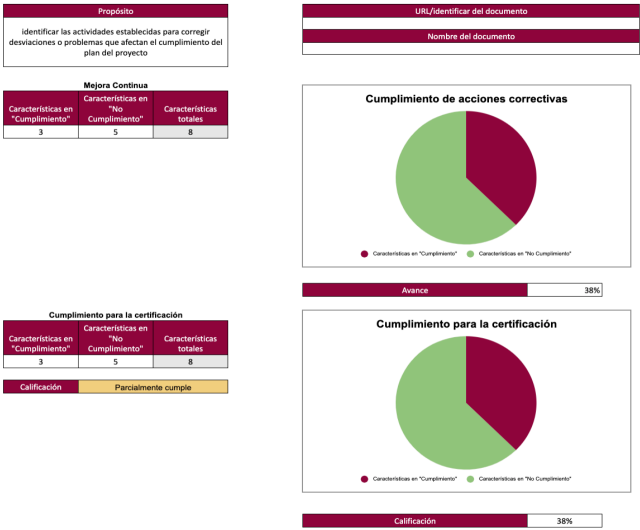 Propósito
identificar las actividades establecidas para corregir
desviaciones o problemas que afectan el cumplimiento del
plan del proyecto
URL/identificar del documento
Nombre del documento
Mejora Continua
Características en
"Cumplimiento"
Características en
"No
Cumplimiento"
Características
totales
3 5 8
Cumplimiento de acciones correctivas
Características en "Cumplimiento" Características en "No Cumplimiento"
Avance 38%
Cumplimiento para la certificación
Características en
"Cumplimiento"
Características en
"No
Cumplimiento"
Características
totales
3 5 8
Calificación Parcialmente cumple
Cumplimiento para la certificación
Características en "Cumplimiento" Características en "No Cumplimiento"
Calificación 38%